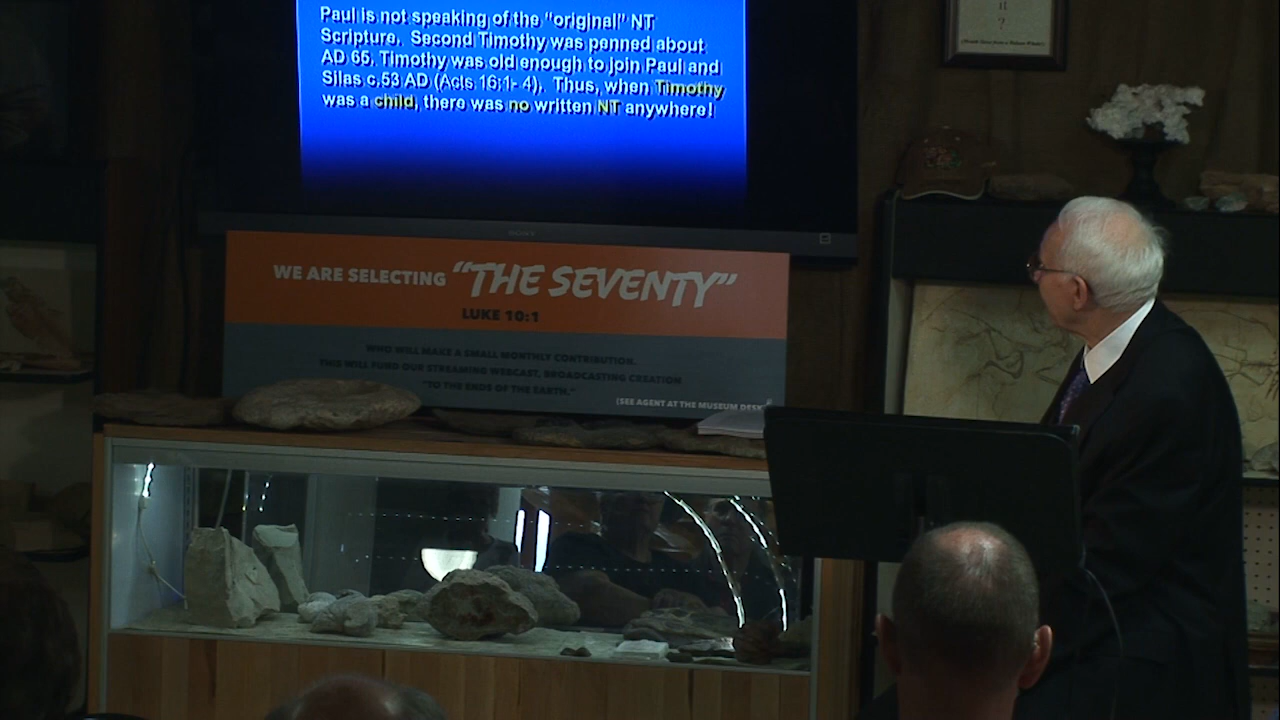 Paul is not speaking of the "original" NT
Scripture. Second Timothy was penned about
AD 65. Timothy was old enough to join Paul and
Silas c.53 AD (Acts 16:1- 4). Thus, when Timothy
was a child, there was no written NT anywhere!
?
SONY
WE ARE SELECTING "THE SEVENTY"
LUKE 10:1
WHO WILL MAKE A SMALL MONTHLY CONTRIBUTION.
THIS WILL FUND OUR STREAMING WEBCAST, BROADCASTING CREATION
"TO THE ENDS OF THE EARTH."
(SEE AGENT AT THE MUSEUM DESK)